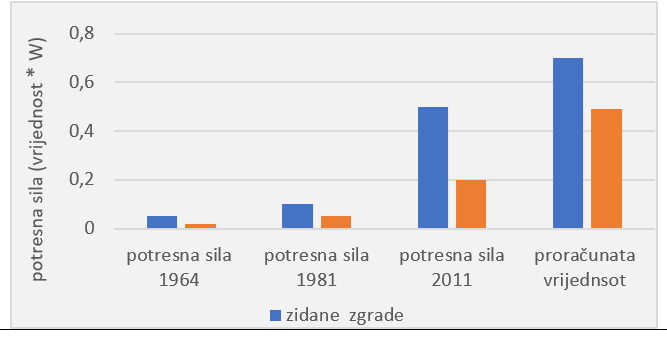 potresna sila (vrijednost * W)
0,8
0,6
0,4
0,2
0
potresna sila
1964
potresna sila
1981
potresna sila
2011
proračunata
vrijednsot
zidane zgrade